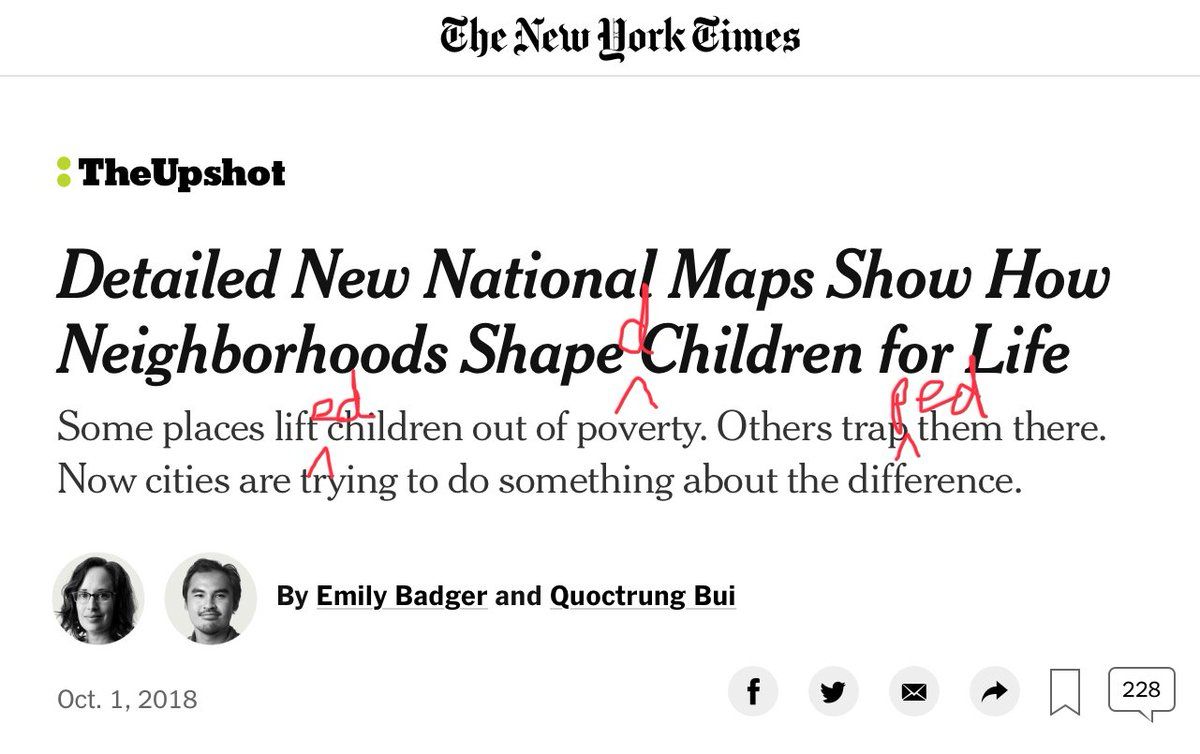 The New York Times
TheUpshot
Detailed New National Maps Show How
d
Neighborhoods Shape Children for Life
ed ped
Some places lift children out of poverty. Others trap them there.
Now cities are trying to do something about the difference.
By Emily Badger and Quoctrung Bui
Oct. 1, 2018
f
228